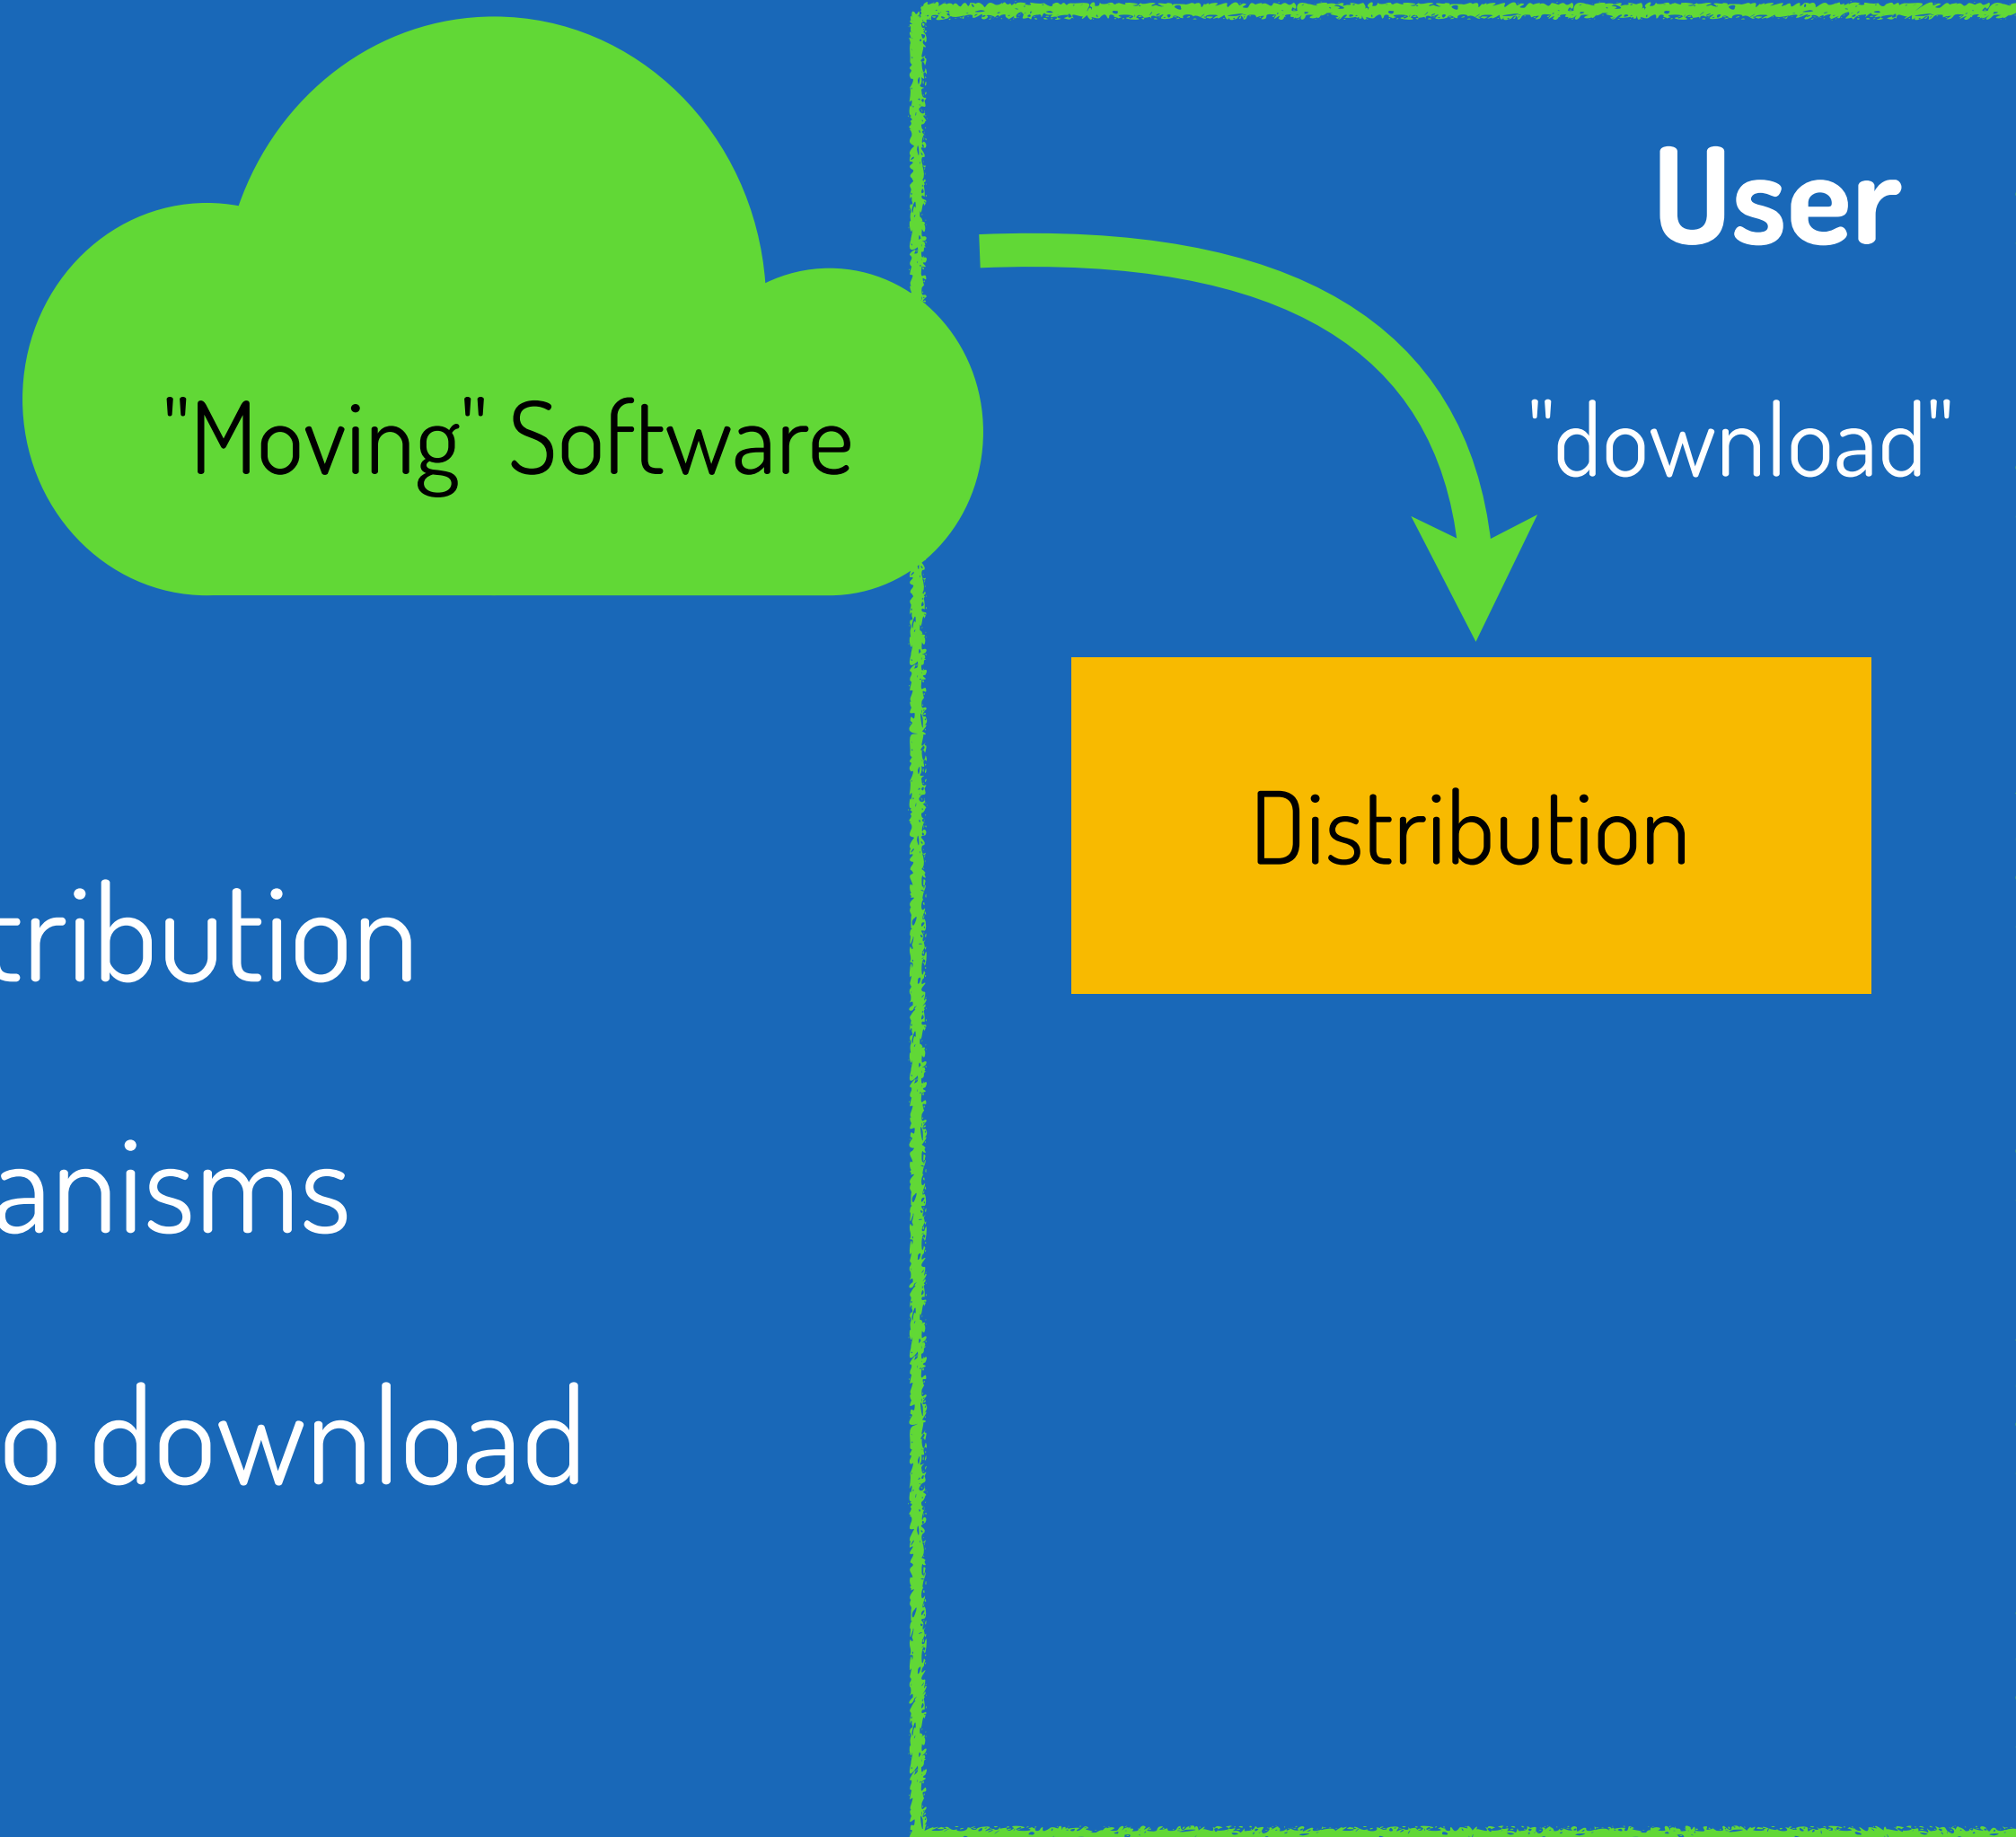 User
"Moving" Software
"download"
Distribution
tribution
anisms
o download